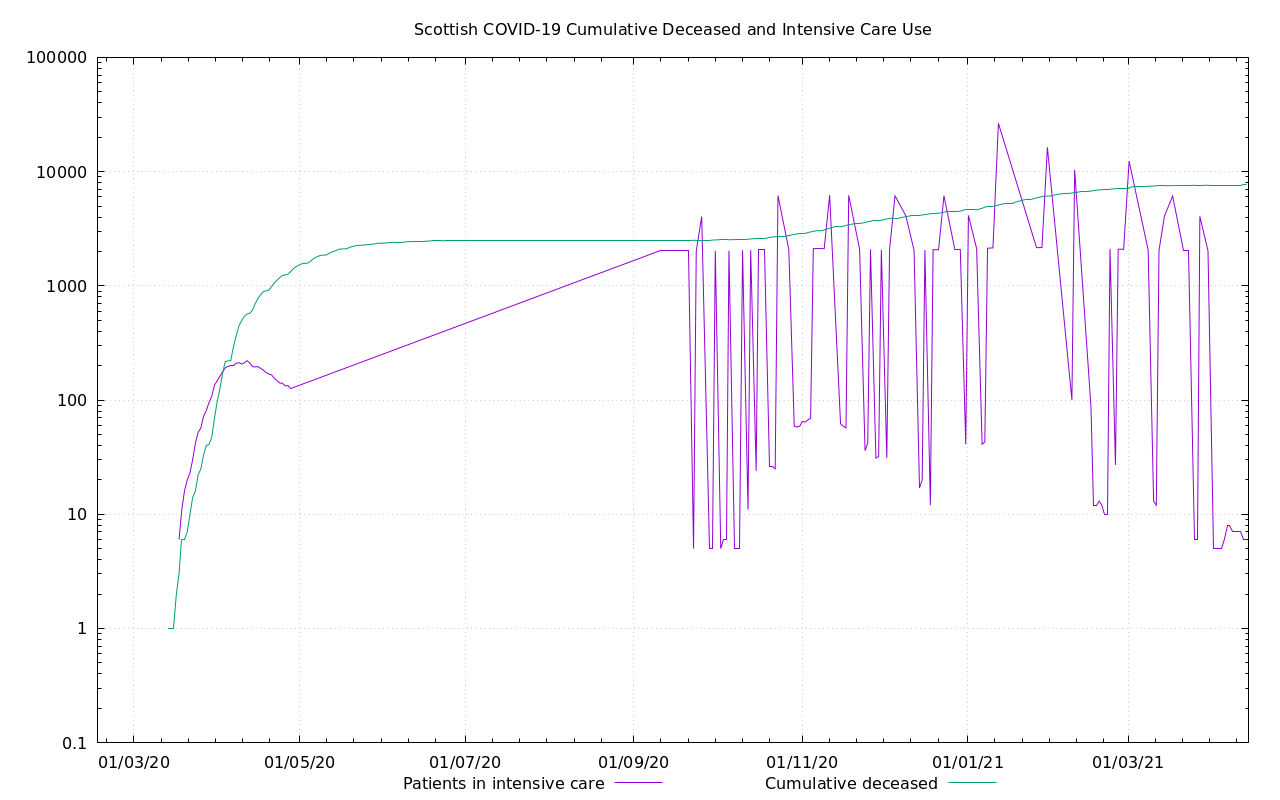 Scottish COVID-19 Cumulative Deceased and Intensive Care Use
100000
10000
1000
100
10
1
0.1
01/03/20 01/05/20 01/07/20 01/09/20 01/11/20 01/01/21 01/03/21
Patients in intensive care Cumulative deceased